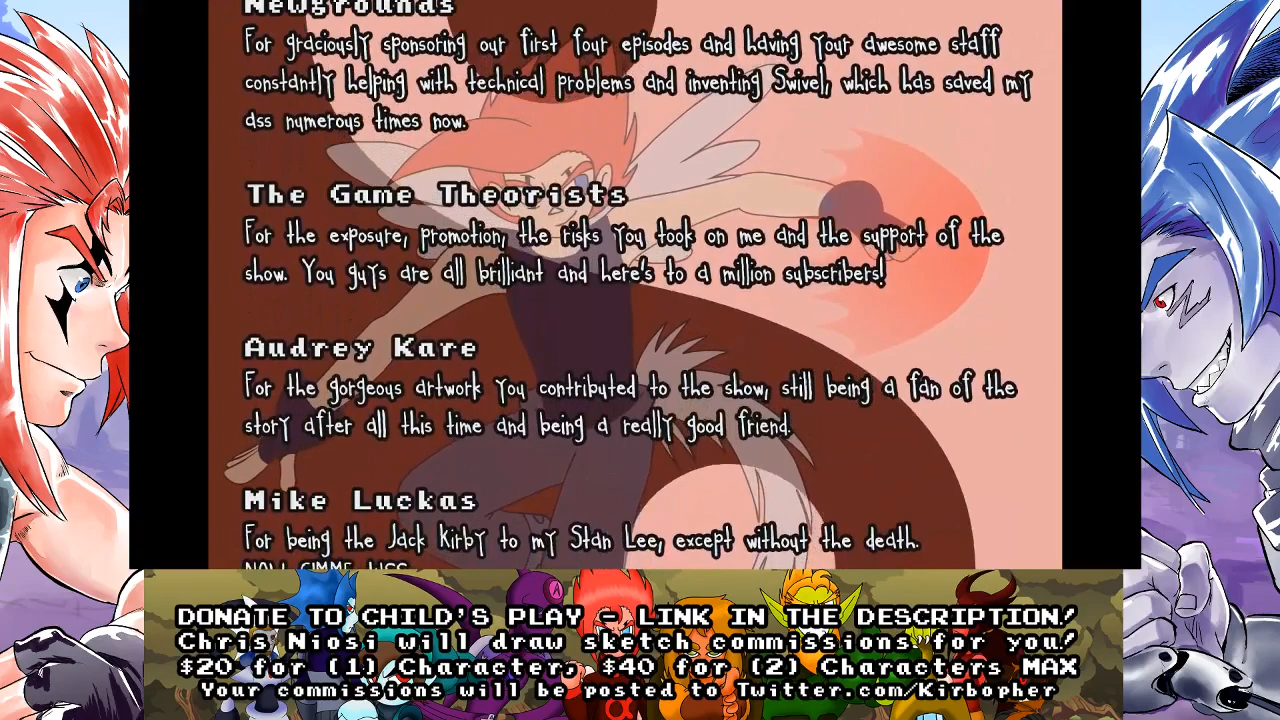 Newgrounds
For graciously sponsoring our first four episodes and having your awesome staff
constantly helping with technical problems and inventing Swivel, which has saved my
ass numerous times now.
The Game Theorists
For the exposure, promotion, the risks you took on me and the support of the
show. You guys are all brilliant and here's to a million subscribers!
Audrey Kare
For the gorgeous artwork you contributed to the show, still being a fan of the
story after all this time and being a really good friend.
Mike Luckas
For being the Jack Kirby to my Stan Lee, except without the death.
NOW GIMME
DONATE TO CHILD'S PLAY - LINK IN THE DESCRIPTION!
Chris Niosi will draw sketch commissions for you!
$20 for (1) Character, $40 for (2) Characters MAX
Your commissions will be posted to Twitter.com/Kirbopher